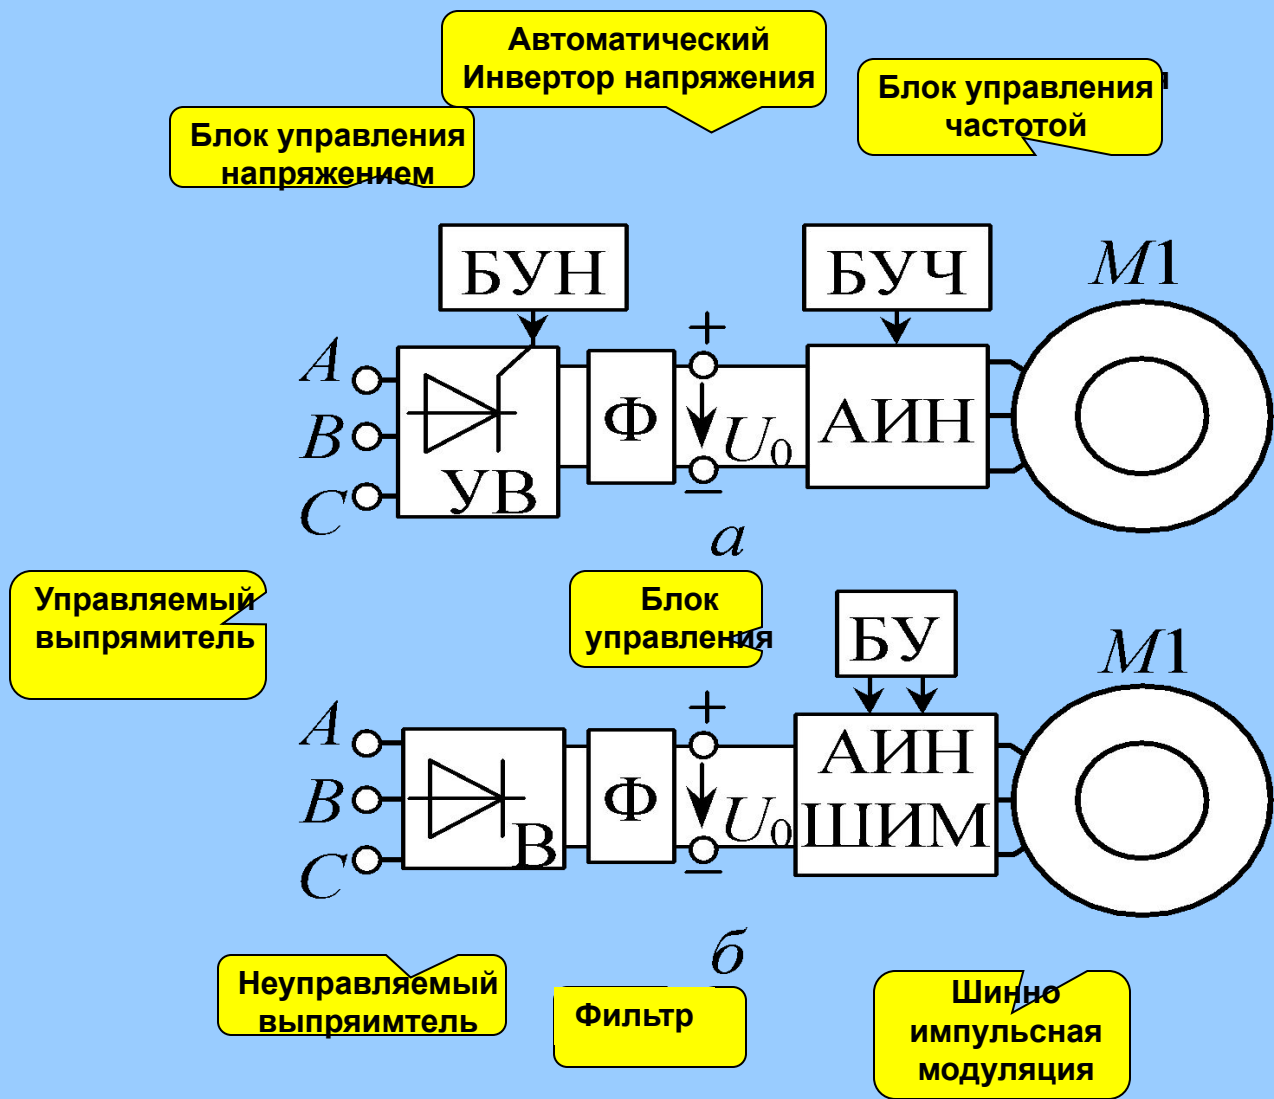 Автоматический
Инвертор напряжения
Блок управления
частотой
я
Блок управления
напряжением
БУН
БУЧ
M1
A
B
C
УВ
Ф
+
U0
−
АИН
а
Управляемый
выпрямитель
Блок
управления
БУ
M1
A
B
C
В
Ф
+
U0
−
АИН
ШИМ
б
Неуправляемый
выпряимтель
Фильтр
Шинно
импульсная
модуляция